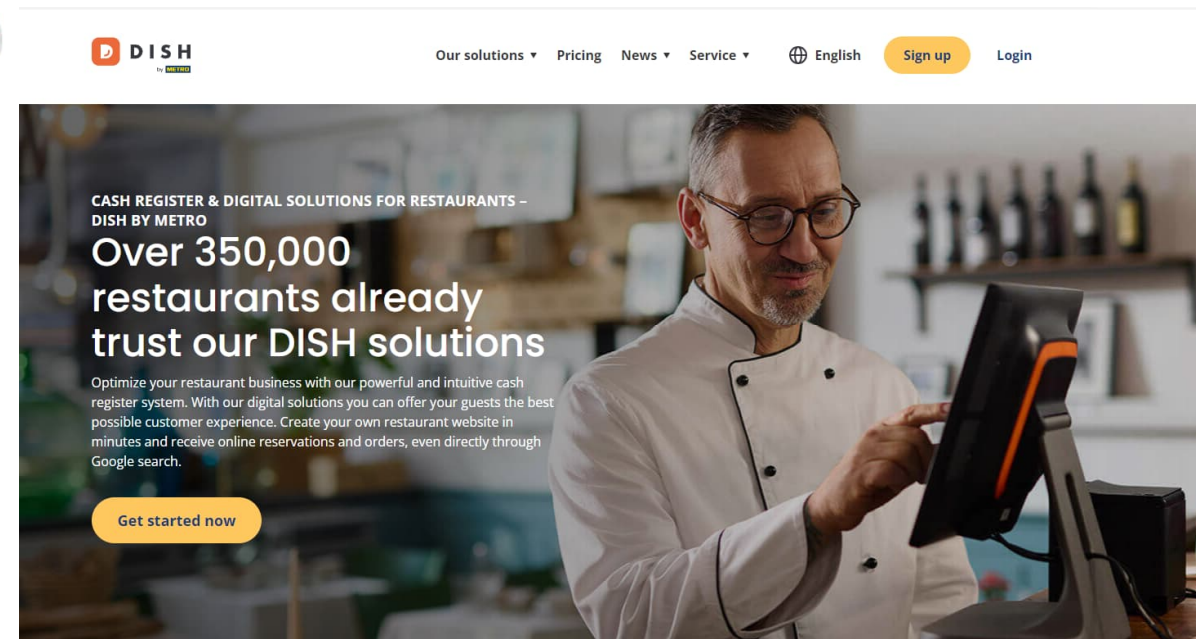 DISH
by METRO
Our solutions Pricing News Service English Sign up Login
CASH REGISTER & DIGITAL SOLUTIONS FOR RESTAURANTS –
DISH BY METRO
Over 350,000
restaurants already
trust our DISH solutions
Optimize your restaurant business with our powerful and intuitive cash
register system. With our digital solutions you can offer your guests the best
possible customer experience. Create your own restaurant website in
minutes and receive online reservations and orders, even directly through
Google search.
Get started now